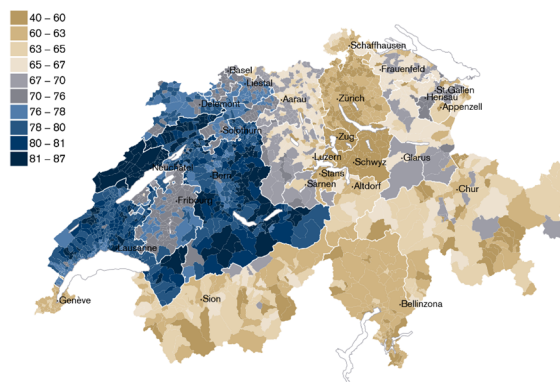 40 – 60
60 – 63
63 – 65
65 – 67
67 – 70
70 – 76
76 – 78
78 – 80
80 – 81
81 – 87
Schaffhausen
Basel
Frauenfeld
Liestal
St.Gallen
Herisau
Delémont
Aarau
Zürich
Appenzell
Solothurn
Zug
Neuchâtel
Luzern
Schwyz
Glarus
Bern
Stans
Sarnen
Altdorf
Chur
Fribourg
Lausanne
Genève
Sion
Bellinzona